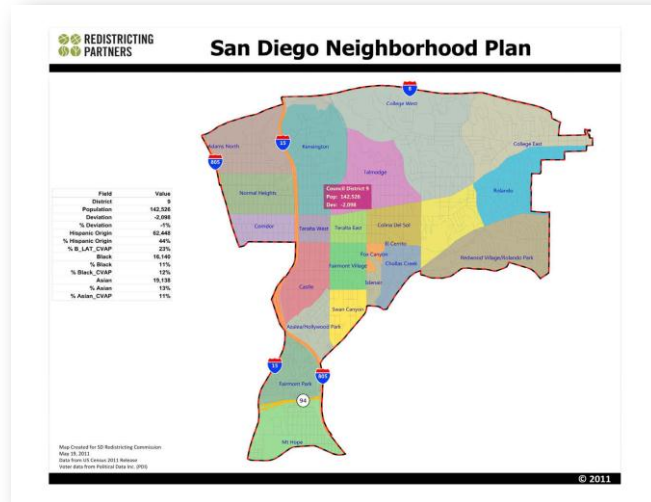 REDISTRICTING
PARTNERS
San Diego Neighborhood Plan
8
College West
15
Adams North
Kensington
College East
805
Talmadge
Rolando
Normal Heights
Council District 9
Pop: 142,526
Dev: -2,098
Field Value
District 9
Population 142,526
Deviation -2,098
% Deviation -1%
Hispanic Origin 62,448
% Hispanic Origin 44%
% B_LAT_CVAP 23%
Black 16,140
% Black 11%
% Black_CVAP 12%
Asian 19,138
% Asian 13%
% Asian_CVAP 11%
Corridor
Teralta West
Teralta East
Colina Del Sol
El Cerrito
Fox Canyon
Fairmont Village
Chollas Creek
Redwood Village/Rolando Park
Castle
Islenair
Swan Canyon
Azalea/Hollywood Park
15
805
Fairmont Park
94
Mt Hope
Map Created for SD Redistricting Commission
May 19, 2011
Data from US Census 2011 Release
Voter data from Political Data Inc. (PDI)
© 2011